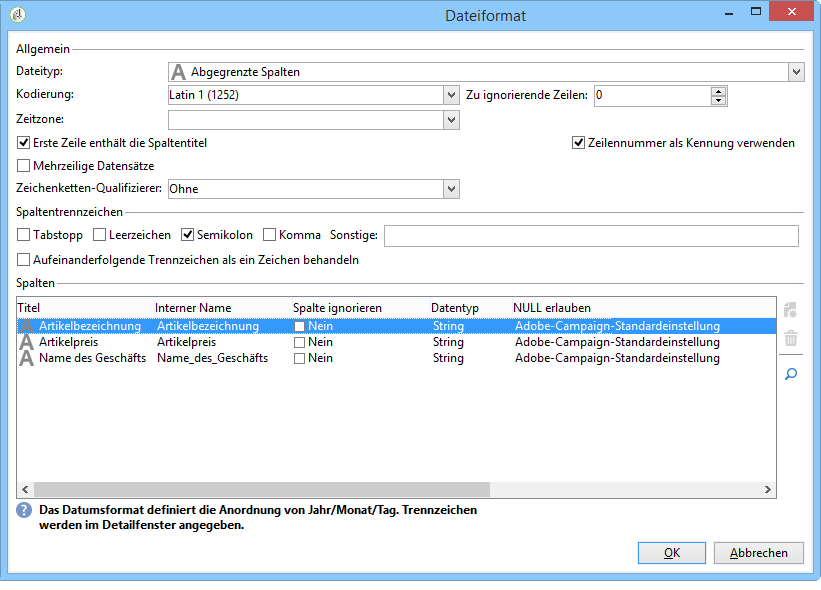 Dateiformat
Allgemein
Dateityp: Abgegrenzte Spalten
Kodierung: Latin 1 (1252) Zu ignorierende Zeilen: 0
Zeitzone:
Erste Zeile enthält die Spaltentitel Zeilennummer als Kennung verwenden
Mehrzeilige Datensätze
Zeichenketten-Qualifizierer: Ohne
Spaltentrennzeichen
Tabstopp Leerzeichen Semikolon Komma Sonstige:
Aufeinanderfolgende Trennzeichen als ein Zeichen behandeln
Spalten
Titel Interner Name Spalte ignorieren Datentyp NULL erlauben
Artikelbezeichnung Artikelbezeichnung Nein String Adobe-Campaign-Standardeinstellung
Artikelpreis Artikelpreis Nein String Adobe-Campaign-Standardeinstellung
Name des Geschäfts Name_des_Geschäfts Nein String Adobe-Campaign-Standardeinstellung
Das Datumsformat definiert die Anordnung von Jahr/Monat/Tag. Trennzeichen
werden im Detailfenster angegeben.
OK Abbrechen